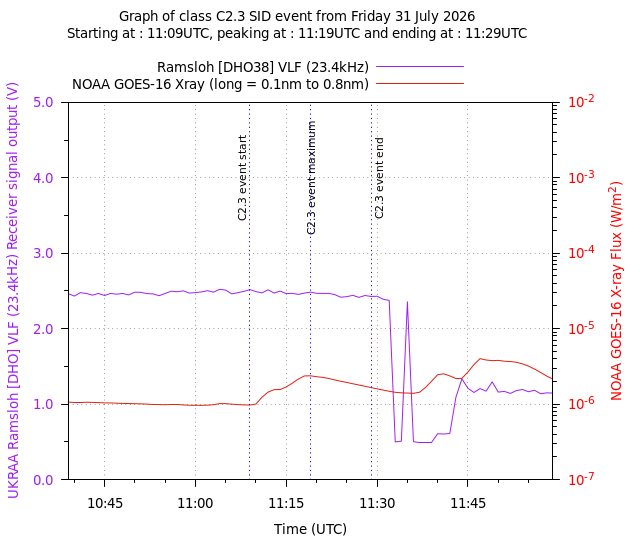 Graph of class C2.3 SID event from Friday 31 July 2026
Starting at : 11:09UTC, peaking at : 11:19UTC and ending at : 11:29UTC
Ramsloh [DHO38] VLF (23.4kHz)
NOAA GOES-16 Xray (long = 0.1nm to 0.8nm)
UKRAA Ramsloh [DHO] VLF (23.4kHz) Receiver signal output (V)
5.0
4.0
3.0
2.0
1.0
0.0
C2.3 event start
C2.3 event maximum
C2.3 event end
10^-2
10^-3
10^-4
10^-5
10^-6
10^-7
NOAA GOES-16 X-ray Flux (W/m²)
10:45
11:00
11:15
11:30
11:45
Time (UTC)